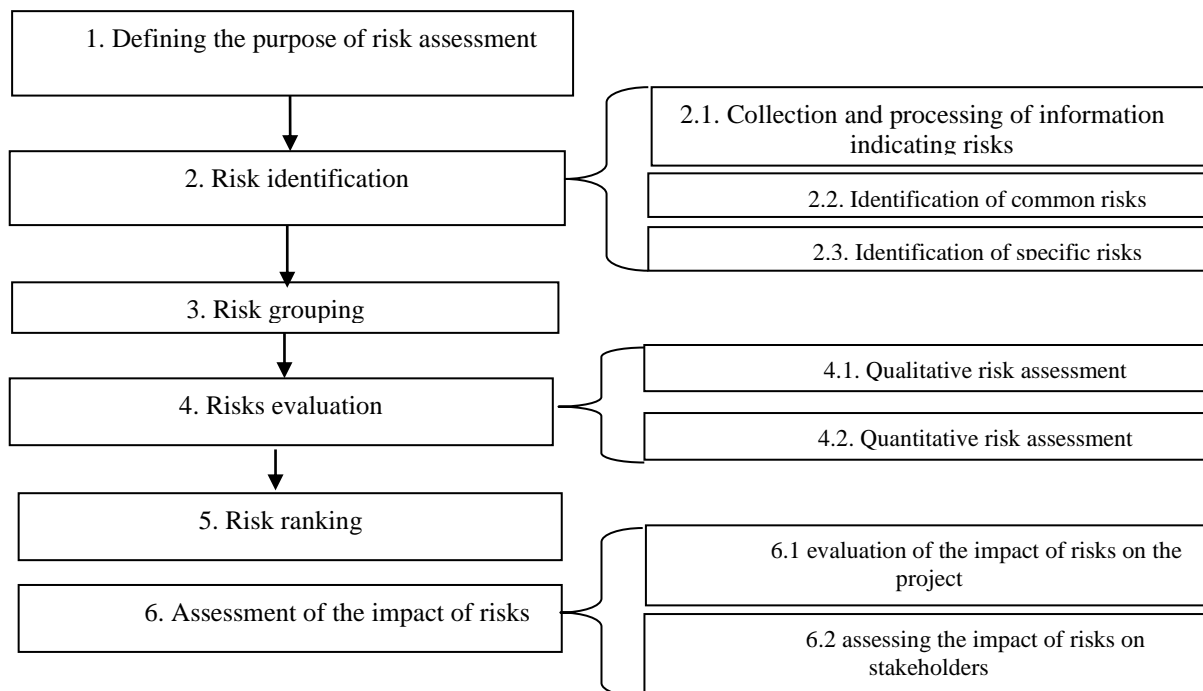 1. Defining the purpose of risk assessment
2. Risk identification
2.1. Collection and processing of information
indicating risks
2.2. Identification of common risks
2.3. Identification of specific risks
3. Risk grouping
4. Risks evaluation
4.1. Qualitative risk assessment
4.2. Quantitative risk assessment
5. Risk ranking
6. Assessment of the impact of risks
6.1 evaluation of the impact of risks on the
project
6.2 assessing the impact of risks on
stakeholders